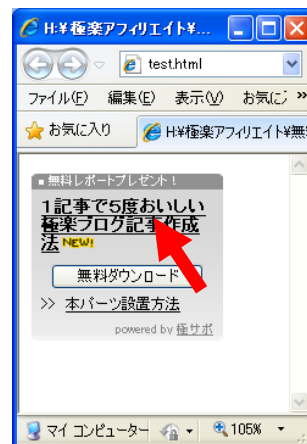 H:¥極楽アフィリエイト¥...
test.html
ファイル(F) 編集(E) 表示(V) お気に
»
お気に入り
H:¥極楽アフィリエイト¥無
■無料レポートプレゼント！
1記事で5度おいしい
極楽ブログ記事作成
法 NEW!
無料ダウンロード
>> 本パーツ設置方法
powered by 極サポ
マイ コンピューター
105%